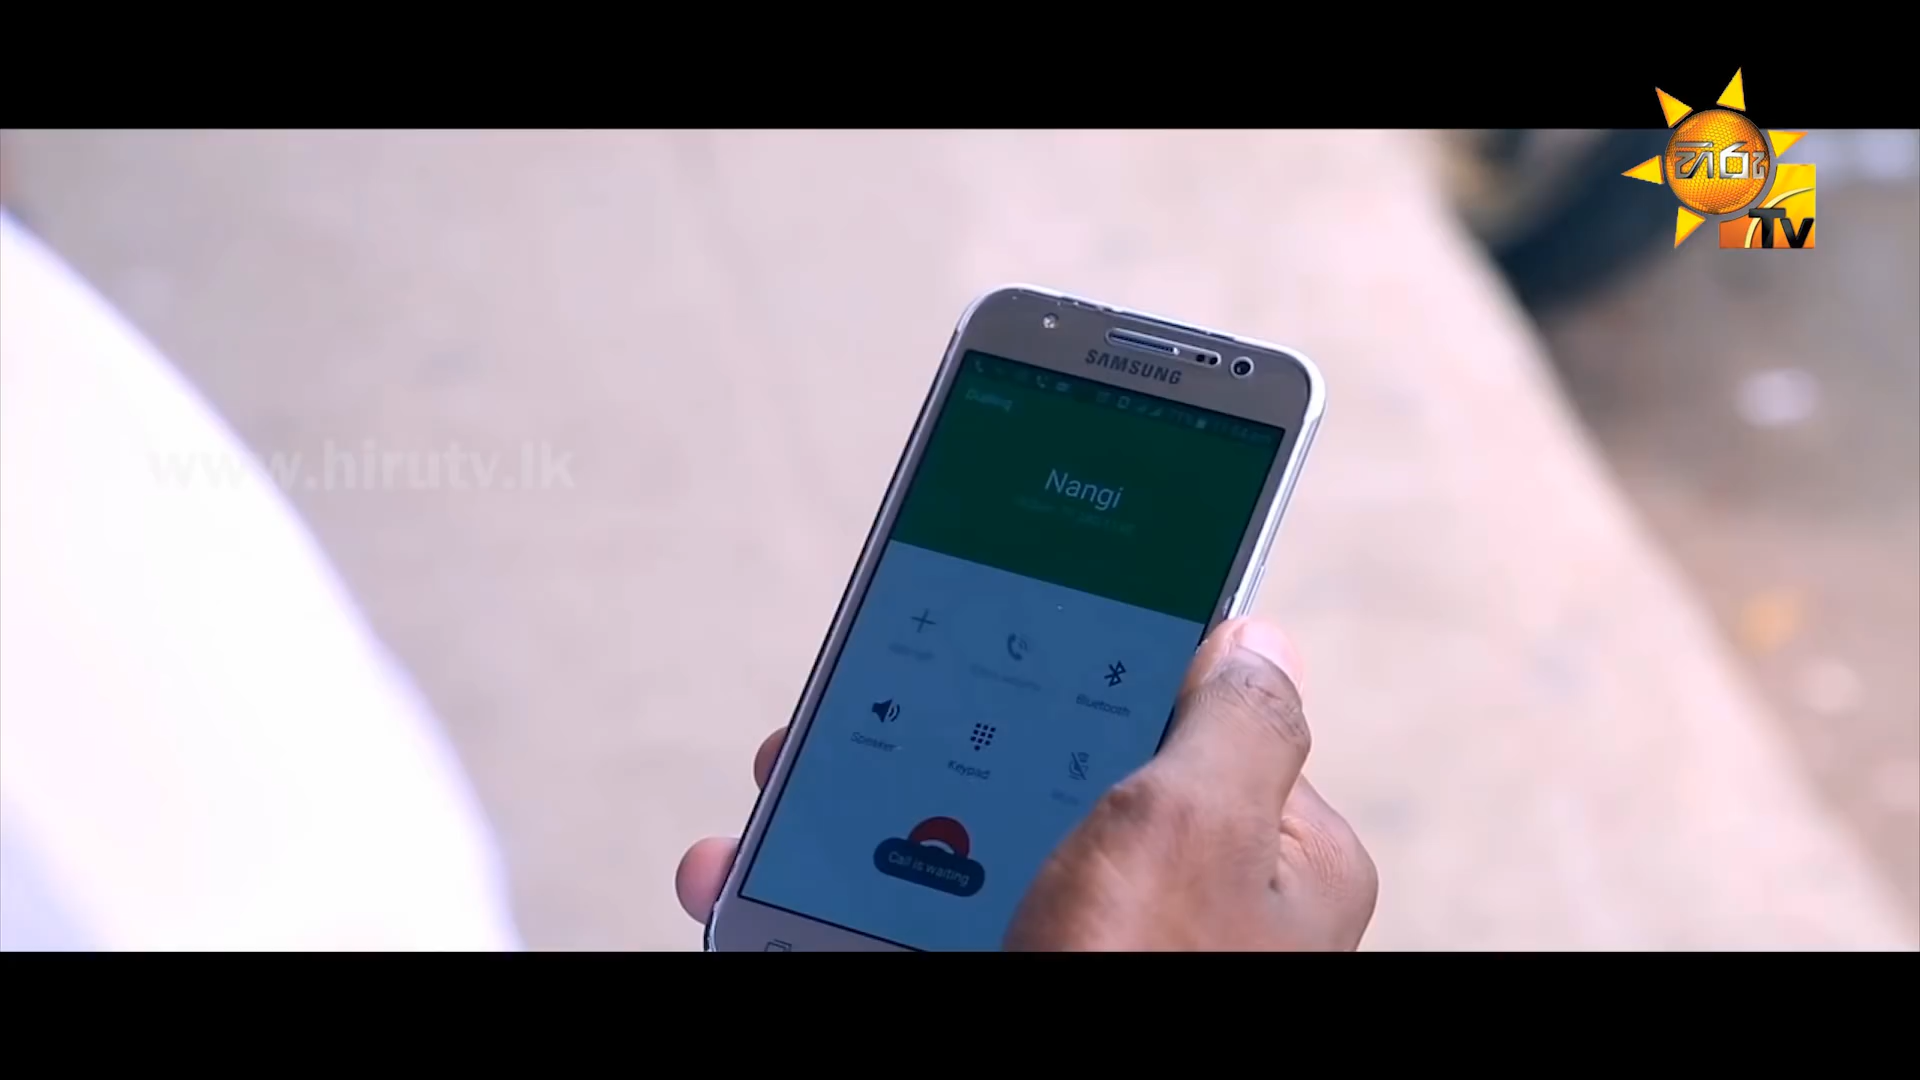 හිරු
TV
www.hirutv.lk
SAMSUNG
Dialling
Nangi
Bluetooth
Speaker
Keypad
Call is waiting